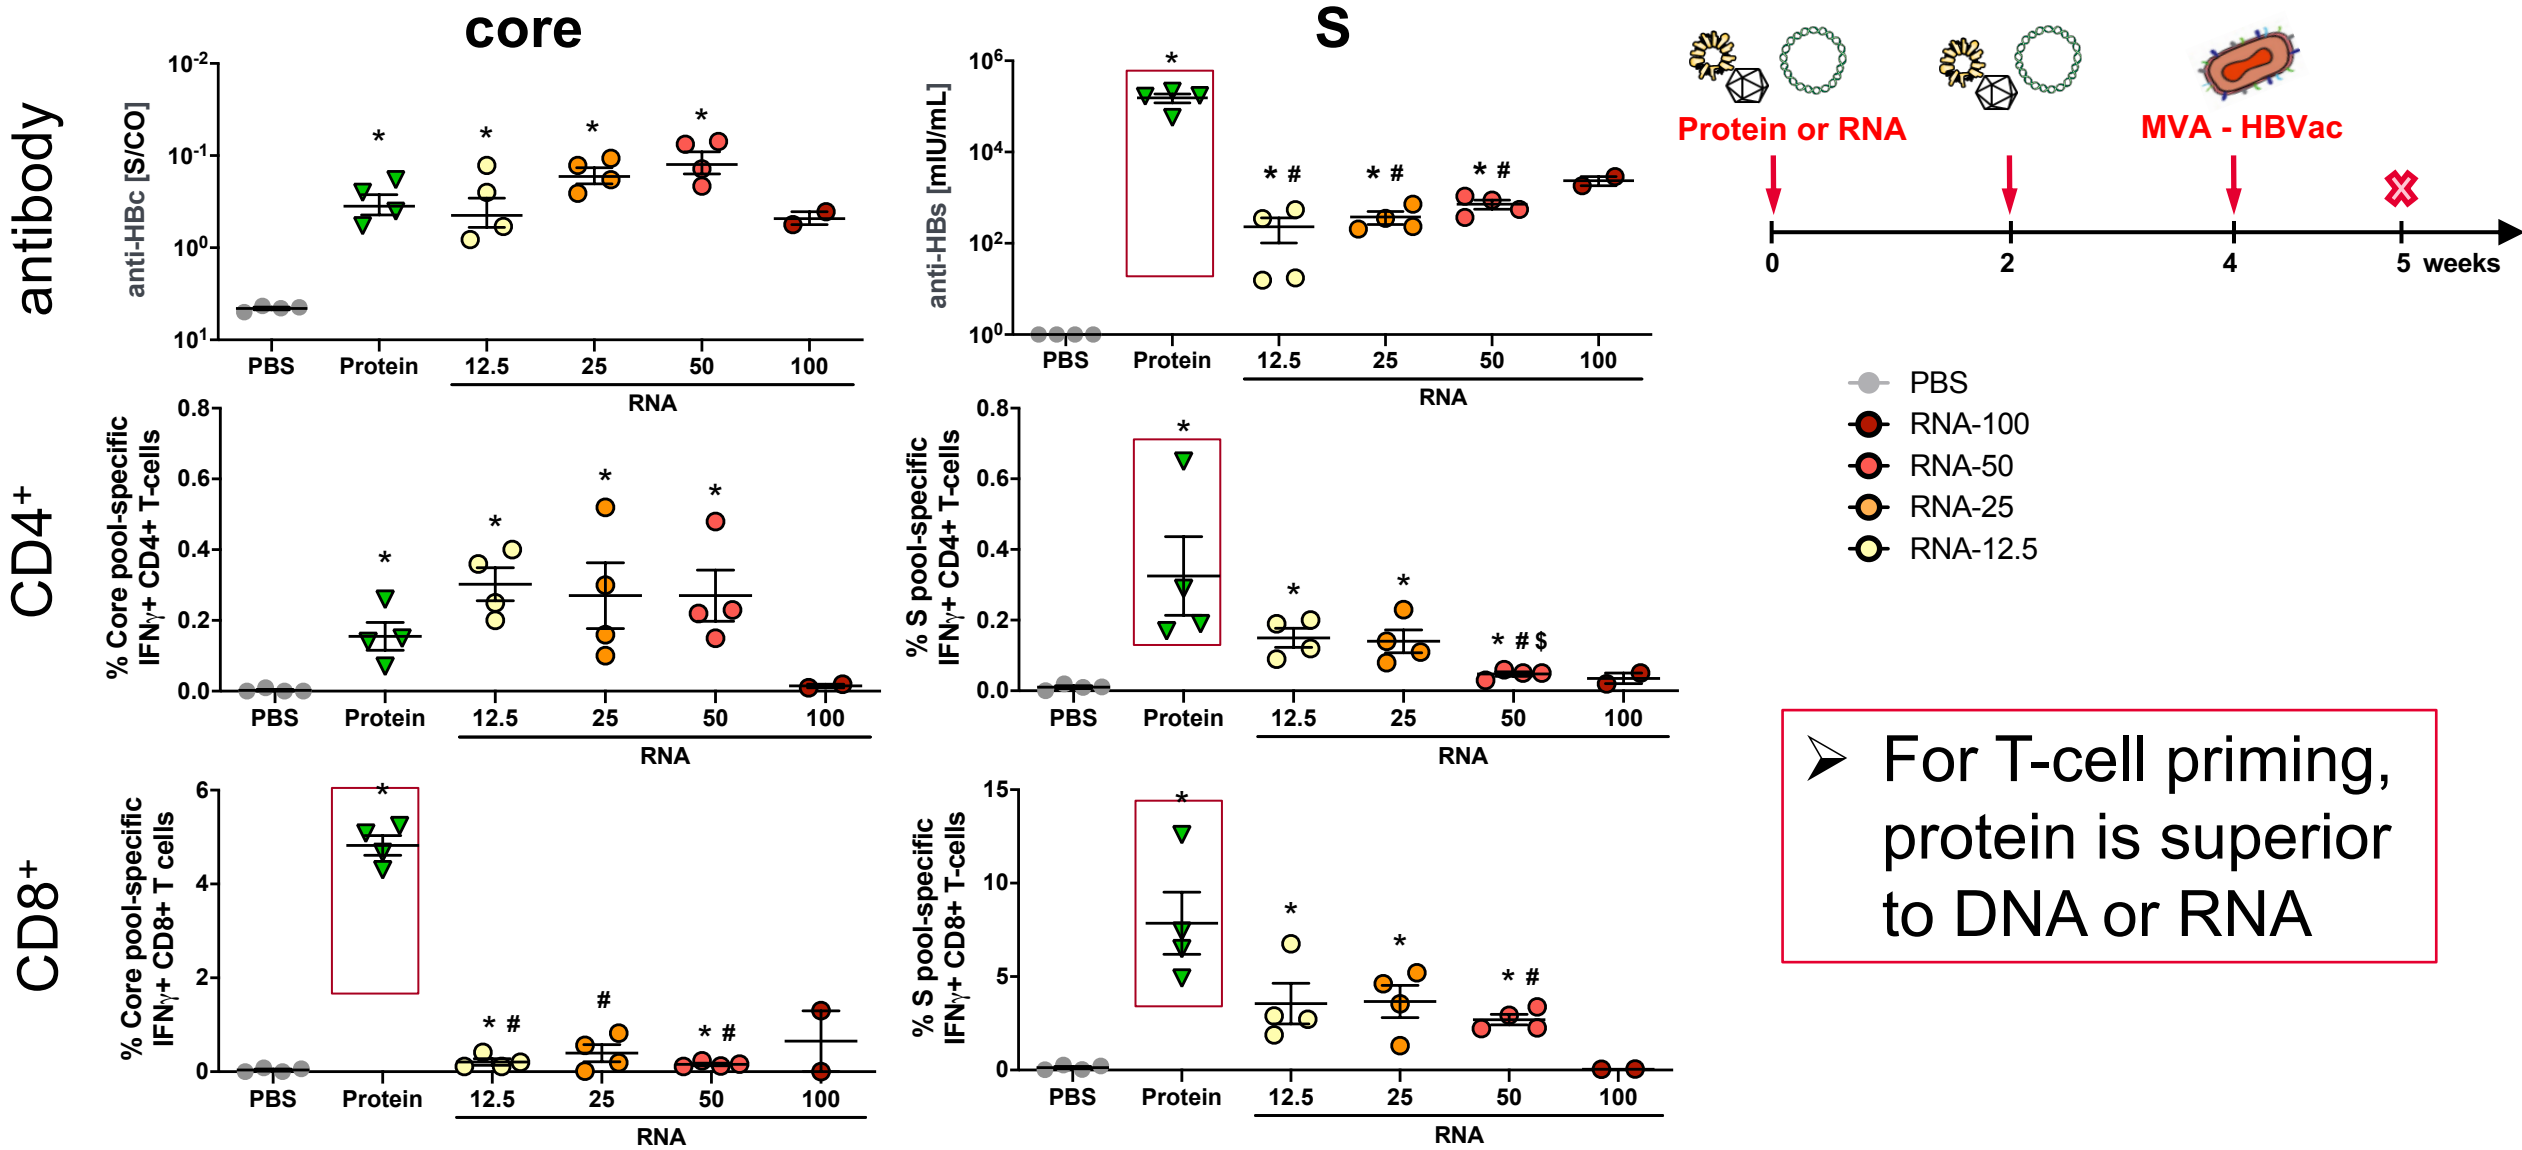 core
S
antibody
CD4+
CD8+
anti-HBc [S/CO]
10-2
10-1
100
101
PBS
Protein
12.5
25
50
100
RNA
*
*
*
*
anti-HBs [mIU/mL]
106
104
102
100
PBS
Protein
12.5
25
50
100
RNA
*
* #
* #
* #
Protein or RNA
MVA - HBVac
0
2
4
5 weeks
% Core pool-specific
IFNγ+ CD4+ T-cells
0.8
0.6
0.4
0.2
0.0
PBS
Protein
12.5
25
50
100
RNA
*
*
*
*
% S pool-specific
IFNγ+ CD4+ T-cells
0.8
0.6
0.4
0.2
0.0
PBS
Protein
12.5
25
50
100
RNA
*
*
*
* # $
PBS
RNA-100
RNA-50
RNA-25
RNA-12.5
% Core pool-specific
IFNγ+ CD8+ T cells
6
4
2
0
PBS
Protein
12.5
25
50
100
RNA
*
* #
#
* #
% S pool-specific
IFNγ+ CD8+ T-cells
15
10
5
0
PBS
Protein
12.5
25
50
100
RNA
*
*
*
* #
➢ For T-cell priming,
protein is superior
to DNA or RNA